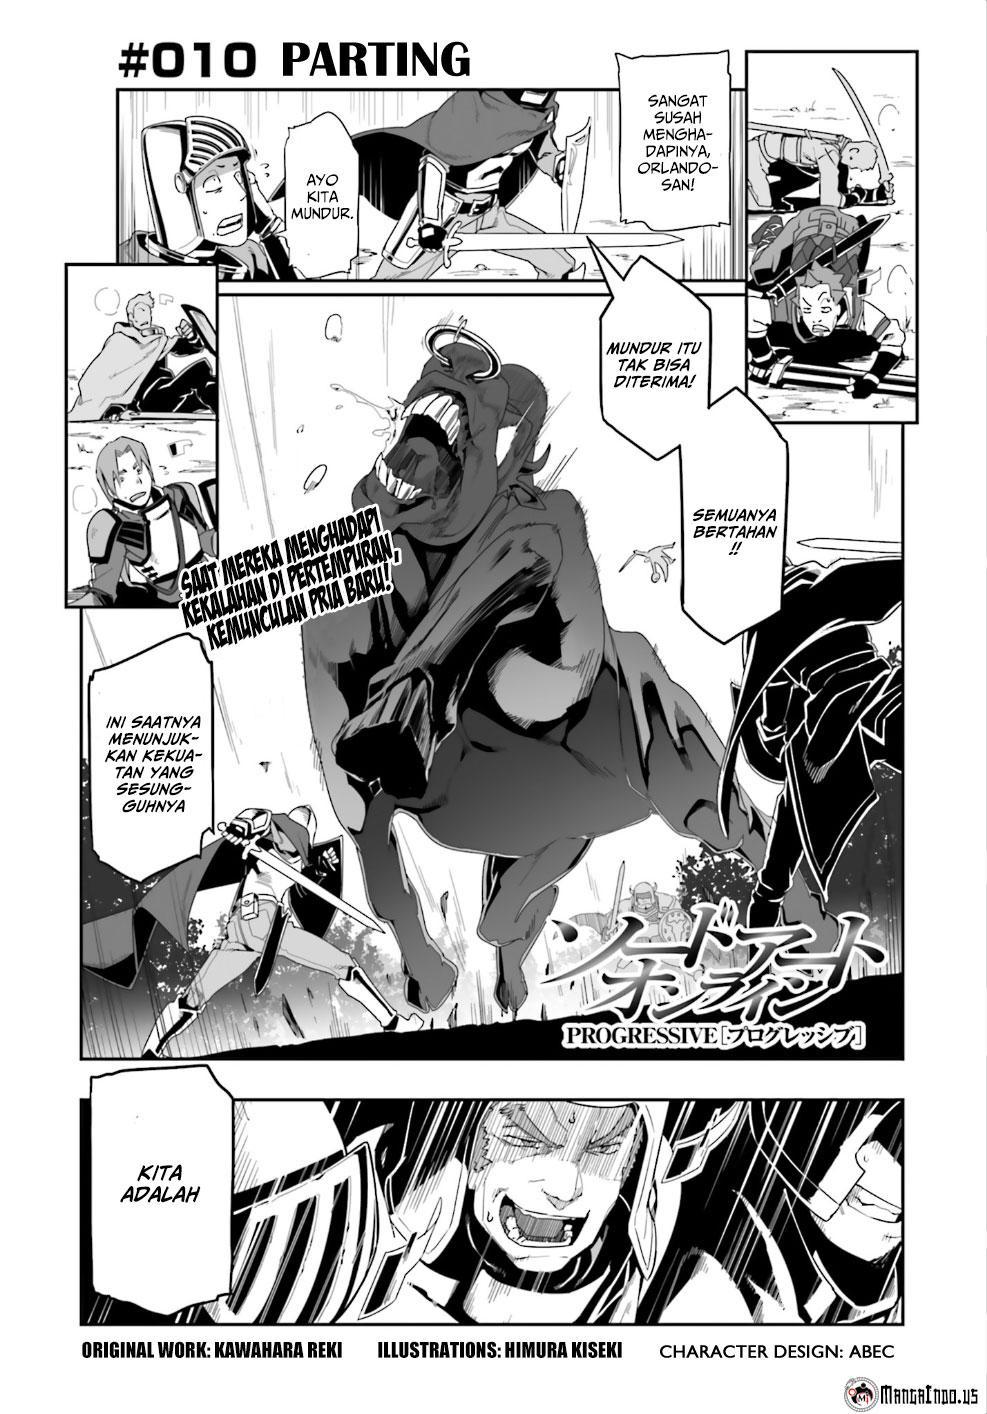 #010 PARTING
SANGAT
SUSAH
MENGHA-
DAPINYA,
ORLANDO-
SAN!
AYO
KITA
MUNDUR.
MUNDUR ITU
TAK BISA
DITERIMA!
SEMUANYA
BERTAHAN
!!
SAAT MEREKA MENGHADAPI
KEKALAHAN DI PERTEMPURAN,
KEMUNCULAN PRIA BARU!
INI SAATNYA
MENUNJUK-
KAN KEKUA-
TAN YANG
SESUNG-
GUHNYA
ソードアート
オンライン
PROGRESSIVE [プログレッシブ]
KITA
ADALAH
ORIGINAL WORK: KAWAHARA REKI ILLUSTRATIONS: HIMURA KISEKI CHARACTER DESIGN: ABEC
MANGAINDO.US